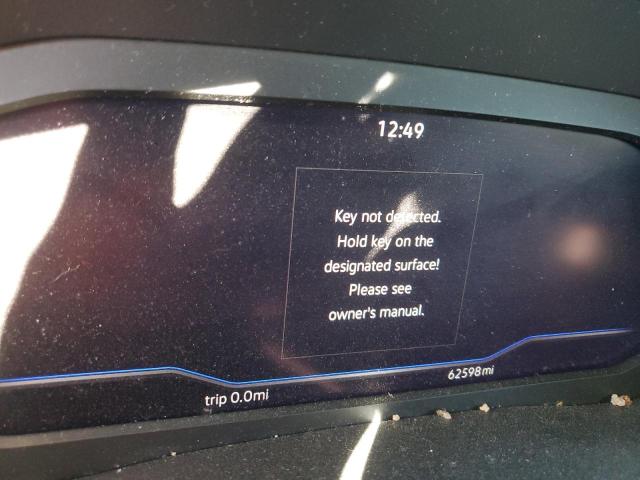 12:49
Key not detected.
Hold key on the
designated surface!
Please see
owner's manual.
62598mi
trip 0.0mi